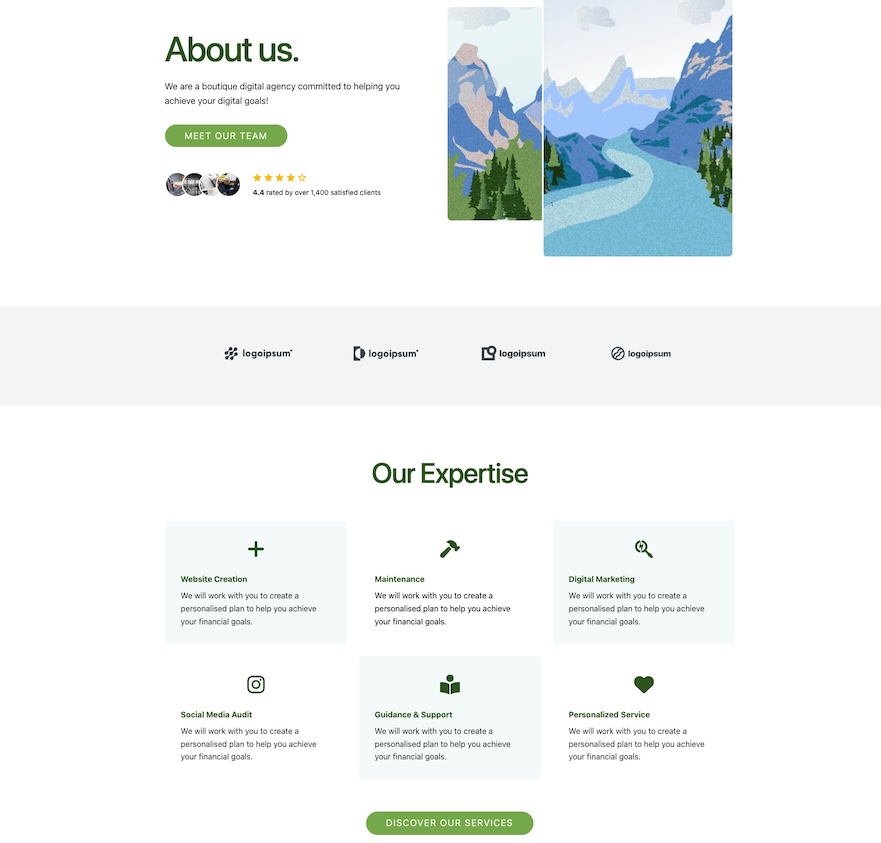 About us.
We are a boutique digital agency committed to helping you
achieve your digital goals!
MEET OUR TEAM
4.4 rated by over 1,400 satisfied clients
logoipsum'
logoipsum'
logoipsum
logoipsum
Our Expertise
Website Creation
We will work with you to create a
personalised plan to help you achieve
your financial goals.
Maintenance
We will work with you to create a
personalised plan to help you achieve
your financial goals.
Digital Marketing
We will work with you to create a
personalised plan to help you achieve
your financial goals.
Social Media Audit
We will work with you to create a
personalised plan to help you achieve
your financial goals.
Guidance & Support
We will work with you to create a
personalised plan to help you achieve
your financial goals.
Personalized Service
We will work with you to create a
personalised plan to help you achieve
your financial goals.
DISCOVER OUR SERVICES